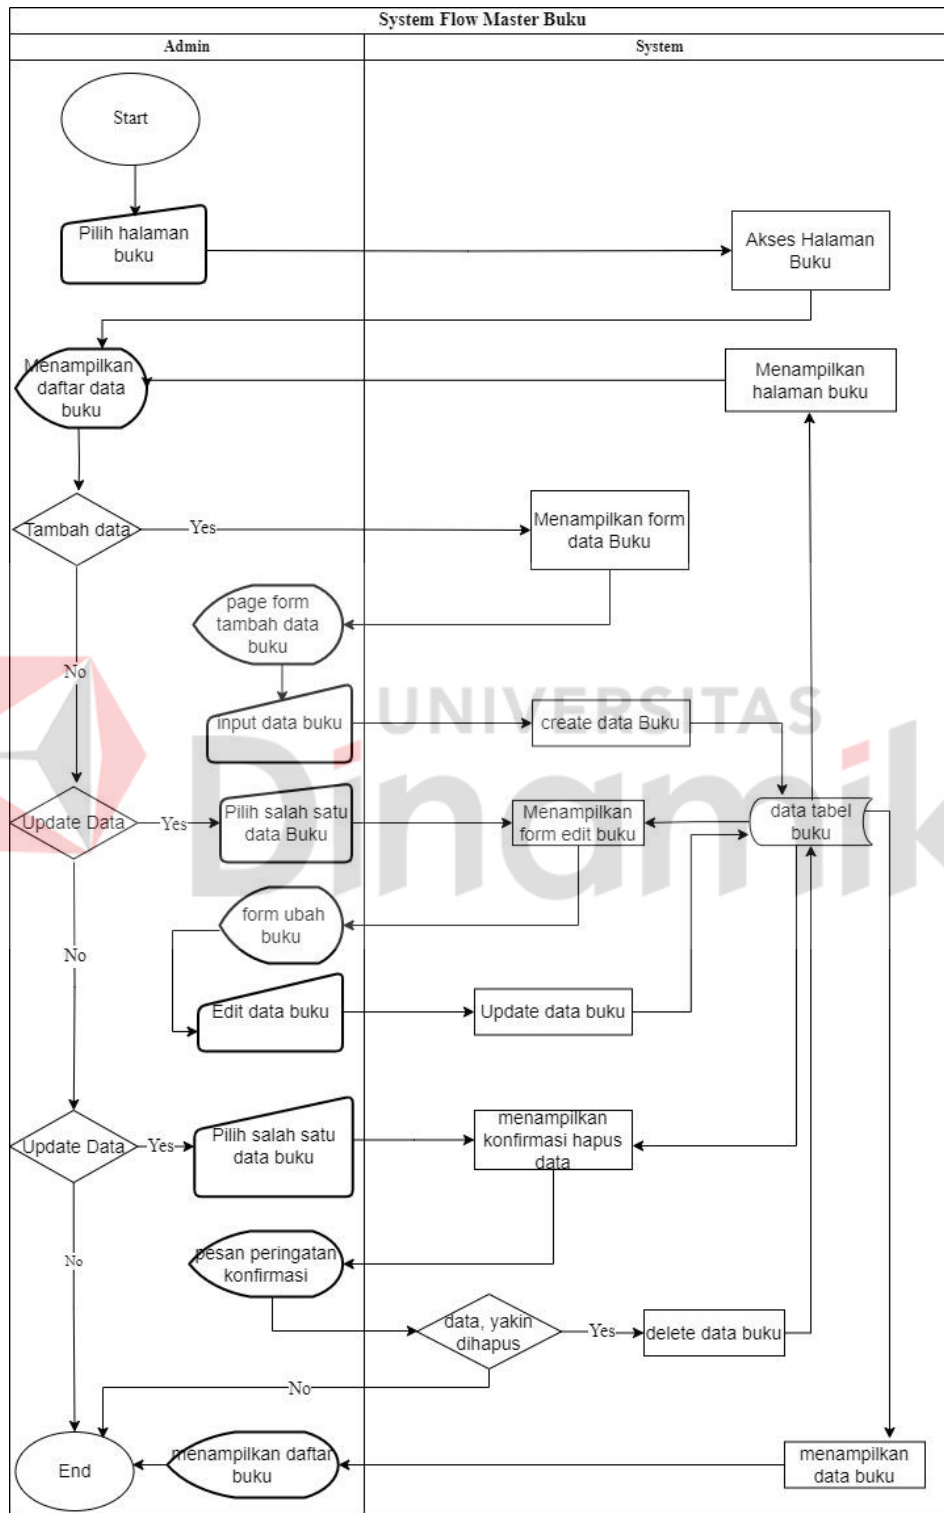 System Flow Master Buku
Admin
System
Start
Pilih halaman
buku
Akses Halaman
Buku
Menampilkan
daftar data
buku
Menampilkan
halaman buku
Tambah data
Yes
Menampilkan form
data Buku
page form
tambah data
buku
No
input data buku
create data Buku
UNIVERSITAS
Dinamik
Update Data
Yes
Pilih salah satu
data Buku
Menampilkan
form edit buku
data tabel
buku
form ubah
buku
No
Edit data buku
Update data buku
Update Data
Yes
Pilih salah satu
data buku
menampilkan
konfirmasi hapus
data
No
pesan peringatan
konfirmasi
data, yakin
dihapus
Yes
delete data buku
No
End
menampilkan daftar
buku
menampilkan
data buku